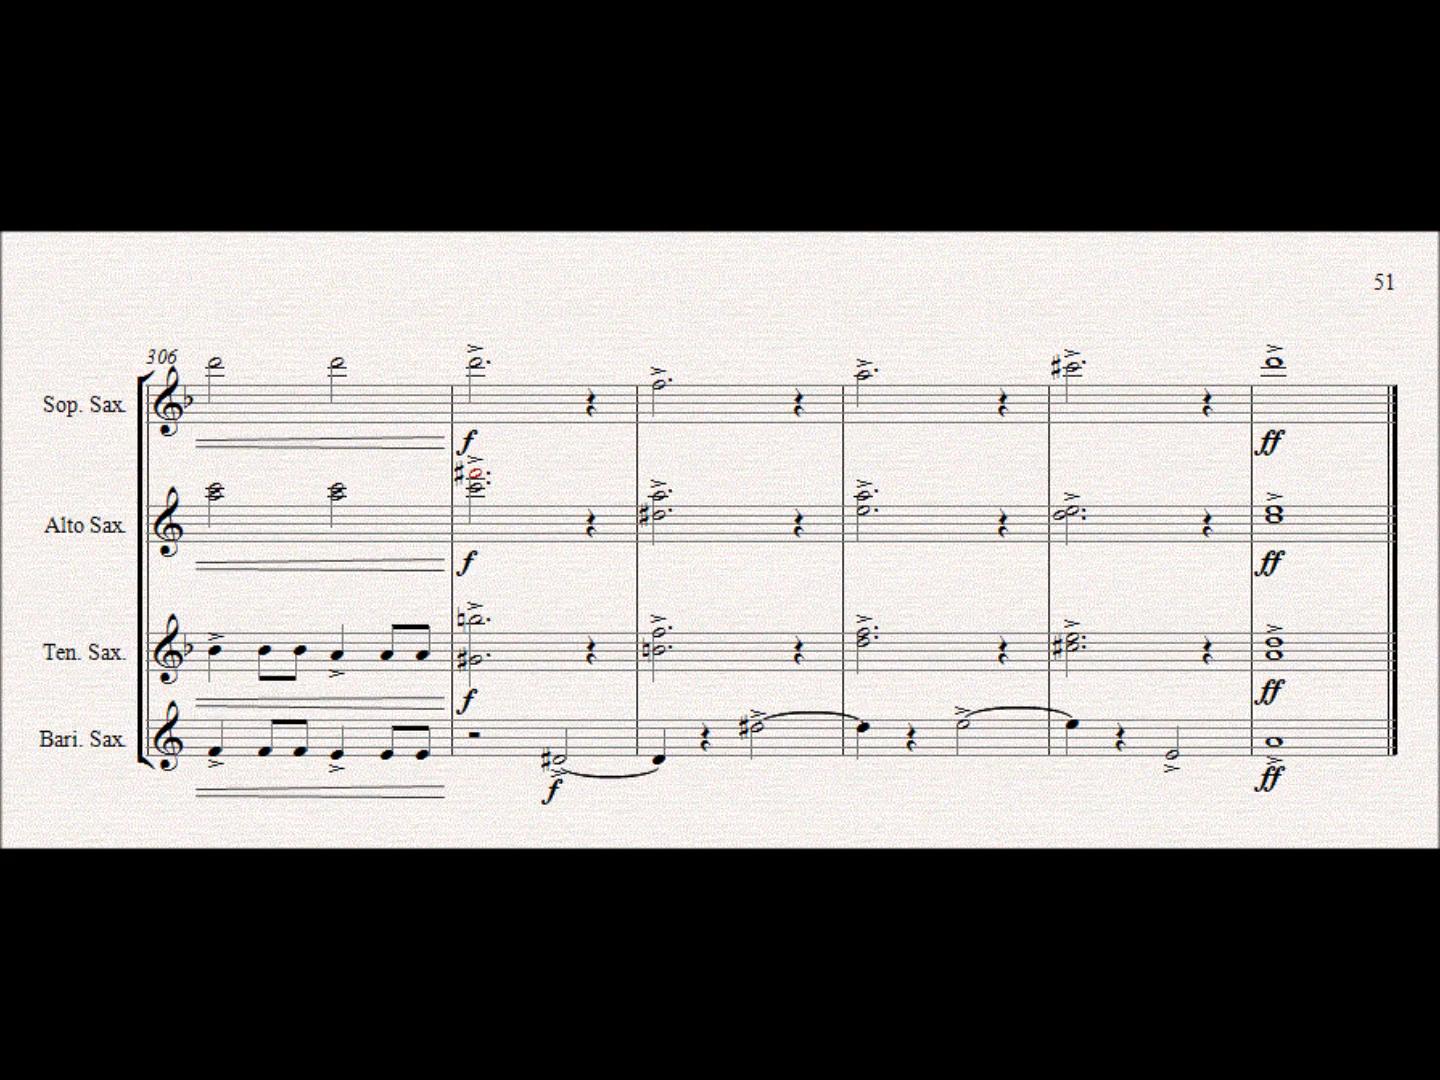 51
306
Sop. Sax.
f
ff
Alto Sax.
f
ff
Ten. Sax.
f
ff
Bari. Sax.
f
ff